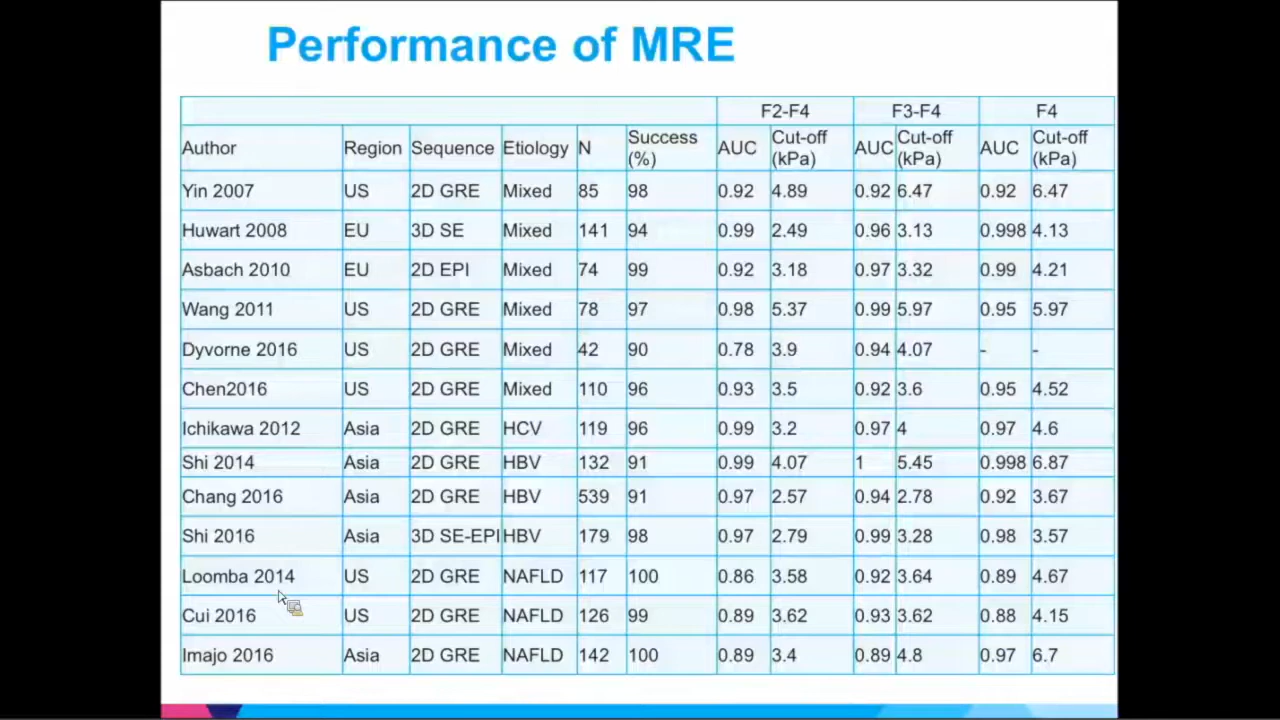 Performance of MRE
F2-F4 F3-F4 F4
Author Region Sequence Etiology N Success (%) AUC Cut-off (kPa) AUC Cut-off (kPa) AUC Cut-off (kPa)
Yin 2007 US 2D GRE Mixed 85 98 0.92 4.89 0.92 6.47 0.92 6.47
Huwart 2008 EU 3D SE Mixed 141 94 0.99 2.49 0.96 3.13 0.998 4.13
Asbach 2010 EU 2D EPI Mixed 74 99 0.92 3.18 0.97 3.32 0.99 4.21
Wang 2011 US 2D GRE Mixed 78 97 0.98 5.37 0.99 5.97 0.95 5.97
Dyvorne 2016 US 2D GRE Mixed 42 90 0.78 3.9 0.94 4.07 - -
Chen2016 US 2D GRE Mixed 110 96 0.93 3.5 0.92 3.6 0.95 4.52
Ichikawa 2012 Asia 2D GRE HCV 119 96 0.99 3.2 0.97 4 0.97 4.6
Shi 2014 Asia 2D GRE HBV 132 91 0.99 4.07 1 5.45 0.998 6.87
Chang 2016 Asia 2D GRE HBV 539 91 0.97 2.57 0.94 2.78 0.92 3.67
Shi 2016 Asia 3D SE-EPI HBV 179 98 0.97 2.79 0.99 3.28 0.98 3.57
Loomba 2014 US 2D GRE NAFLD 117 100 0.86 3.58 0.92 3.64 0.89 4.67
Cui 2016 US 2D GRE NAFLD 126 99 0.89 3.62 0.93 3.62 0.88 4.15
Imajo 2016 Asia 2D GRE NAFLD 142 100 0.89 3.4 0.89 4.8 0.97 6.7